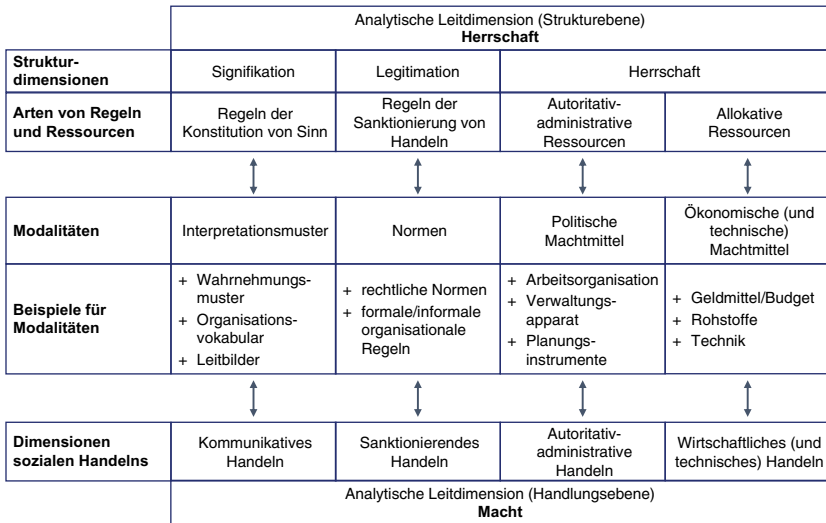 Analytische Leitdimension (Strukturebene)
Herrschaft
Struktur-
dimensionen
Signifikation
Legitimation
Herrschaft
Arten von Regeln
und Ressourcen
Regeln der
Konstitution von Sinn
Regeln der
Sanktionierung von
Handeln
Autoritativ-
administrative
Ressourcen
Allokative
Ressourcen
Modalitäten
Interpretationsmuster
Normen
Politische
Machtmittel
Ökonomische (und
technische)
Machtmittel
Beispiele für
Modalitäten
+ Wahrnehmungs-
muster
+ Organisations-
vokabular
+ Leitbilder
+ rechtliche Normen
+ formale/informale
organisationale
Regeln
+ Arbeitsorganisation
+ Verwaltungs-
apparat
+ Planungs-
instrumente
+ Geldmittel/Budget
+ Rohstoffe
+ Technik
Dimensionen
sozialen Handelns
Kommunikatives
Handeln
Sanktionierendes
Handeln
Autoritativ-
administrative
Handeln
Wirtschaftliches (und
technisches) Handeln
Analytische Leitdimension (Handlungsebene)
Macht